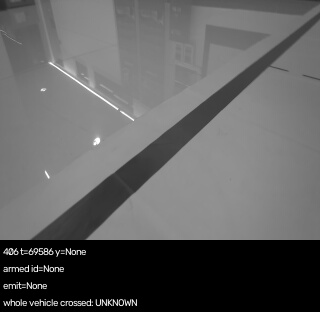 406 t=69586 y=None
armed id=None
emit=None
whole vehicle crossed: UNKNOWN